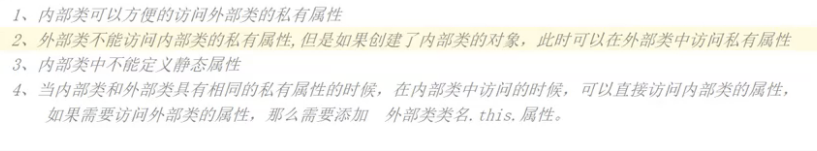 1、内部类可以方便的访问外部类的私有属性
2、外部类不能访问内部类的私有属性,但是如果创建了内部类的对象，此时可以在外部类中访问私有属性
3、内部类中不能定义静态属性
4、当内部类和外部类具有相同的私有属性的时候，在内部类中访问的时候，可以直接访问内部类的属性，
如果需要访问外部类的属性，那么需要添加  外部类类名.this.属性。